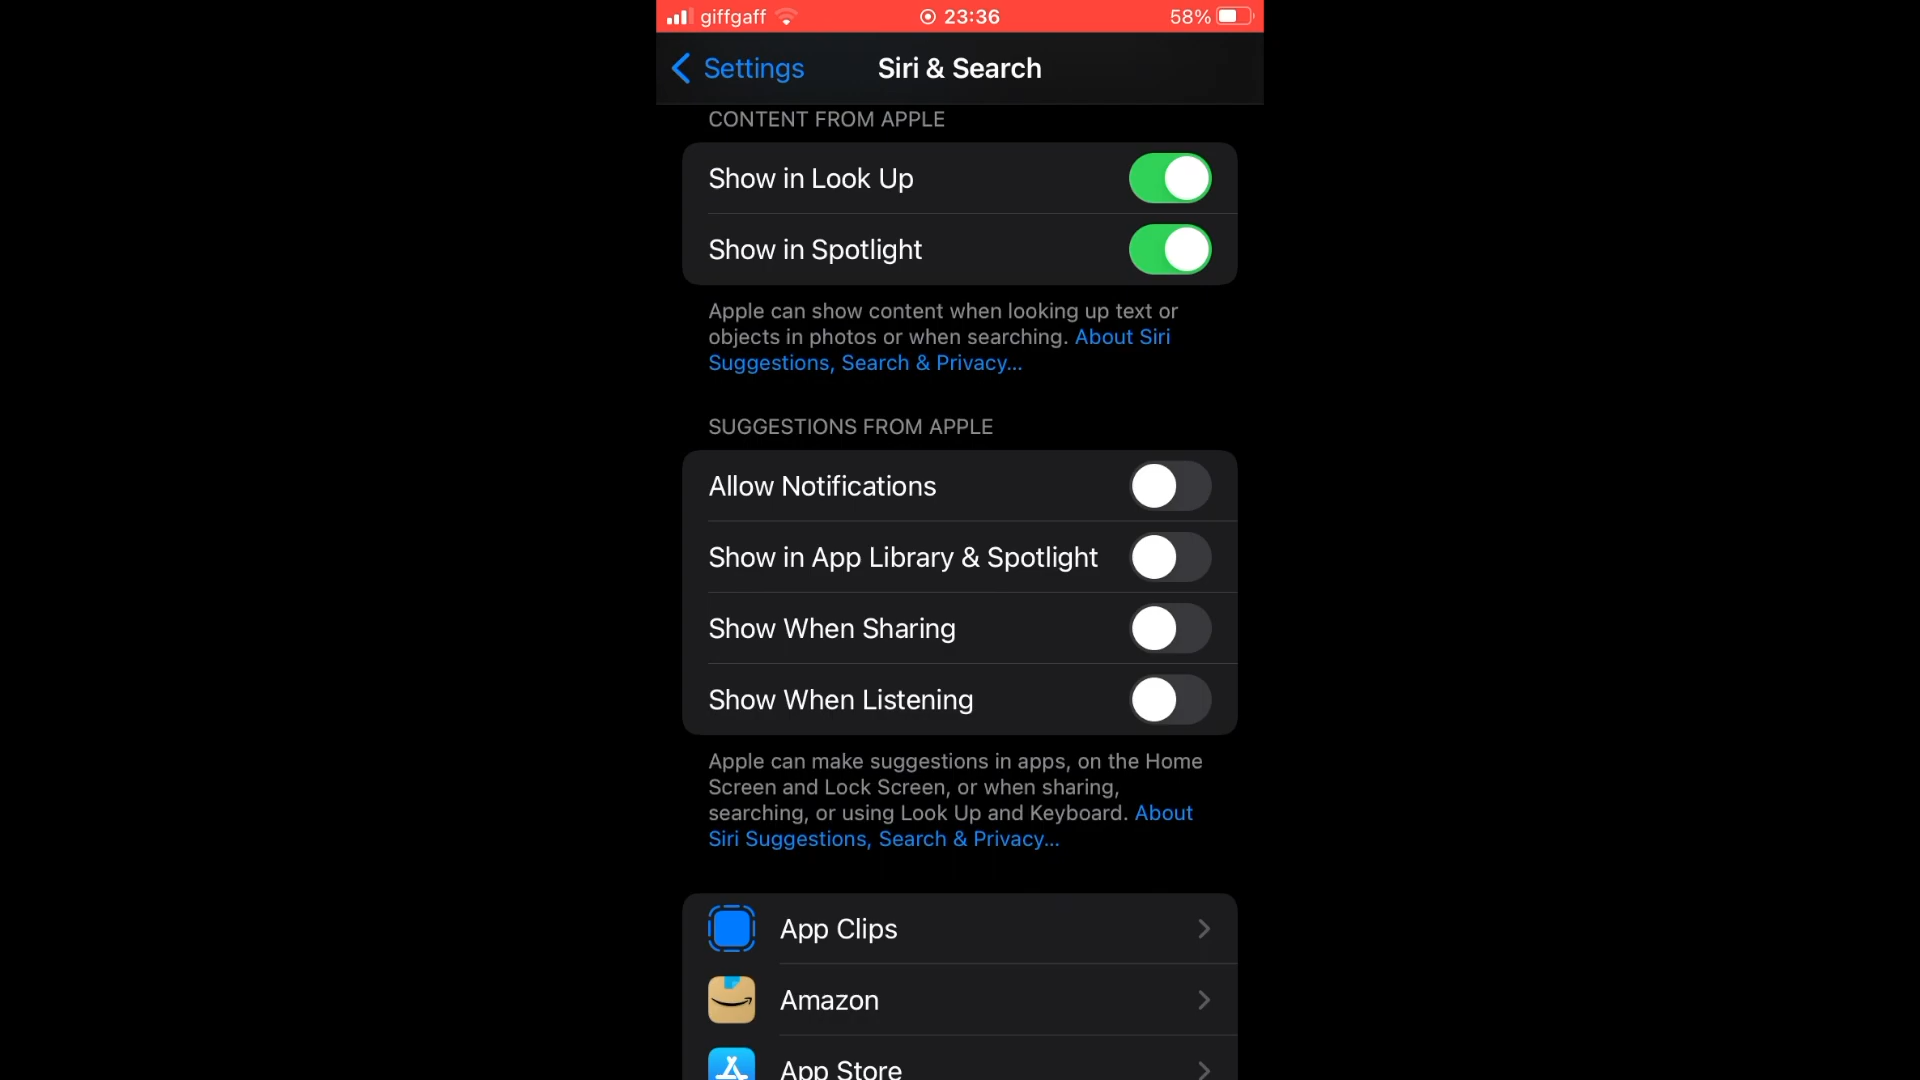 giffgaff 23:36 58%
Settings Siri & Search
CONTENT FROM APPLE
Show in Look Up
Show in Spotlight
Apple can show content when looking up text or
objects in photos or when searching. About Siri
Suggestions, Search & Privacy...
SUGGESTIONS FROM APPLE
Allow Notifications
Show in App Library & Spotlight
Show When Sharing
Show When Listening
Apple can make suggestions in apps, on the Home
Screen and Lock Screen, or when sharing,
searching, or using Look Up and Keyboard. About
Siri Suggestions, Search & Privacy...
App Clips
Amazon
App Store